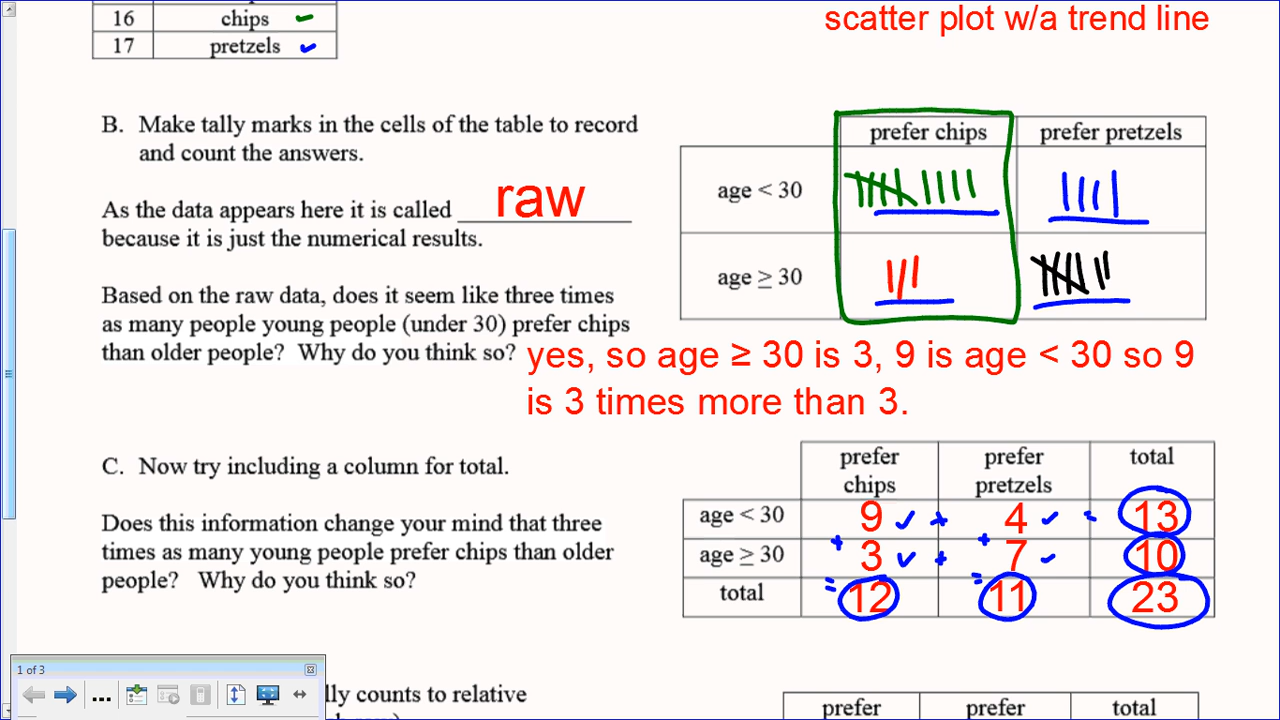 scatter plot w/a trend line
16 chips
17 pretzels
B. Make tally marks in the cells of the table to record
and count the answers.
prefer chips prefer pretzels
age < 30
age ≥ 30
As the data appears here it is called raw
because it is just the numerical results.
Based on the raw data, does it seem like three times
as many people young people (under 30) prefer chips
than older people? Why do you think so?
yes, so age ≥ 30 is 3, 9 is age < 30 so 9
is 3 times more than 3.
C. Now try including a column for total.
Does this information change your mind that three
times as many young people prefer chips than older
people? Why do you think so?
prefer prefer total
chips pretzels
age < 30 9 + 4 = 13
+ +
age ≥ 30 3 + 7 10
= =
total 12 11 23
1 of 3
lly counts to relative
prefer prefer total